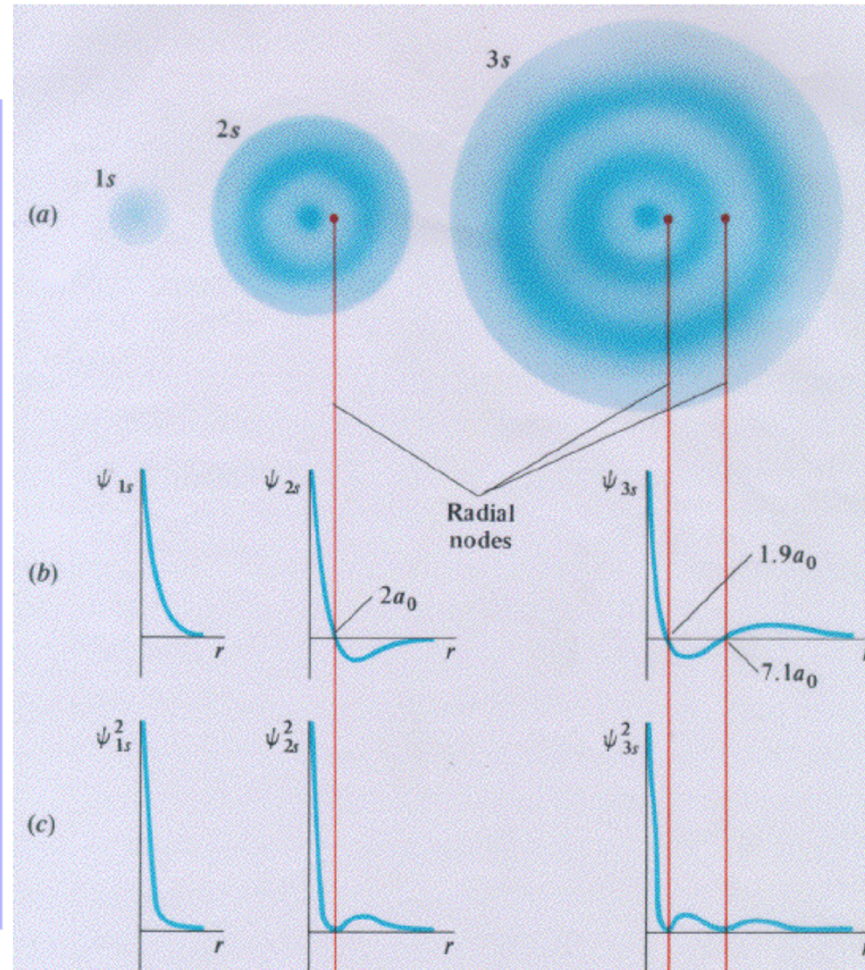 3s
2s
1s
(a)
ψ1s
ψ2s
ψ3s
Radial
nodes
(b)
1.9a0
2a0
r
r
7.1a0
ψ²1s
ψ²2s
ψ²3s
(c)
r
r